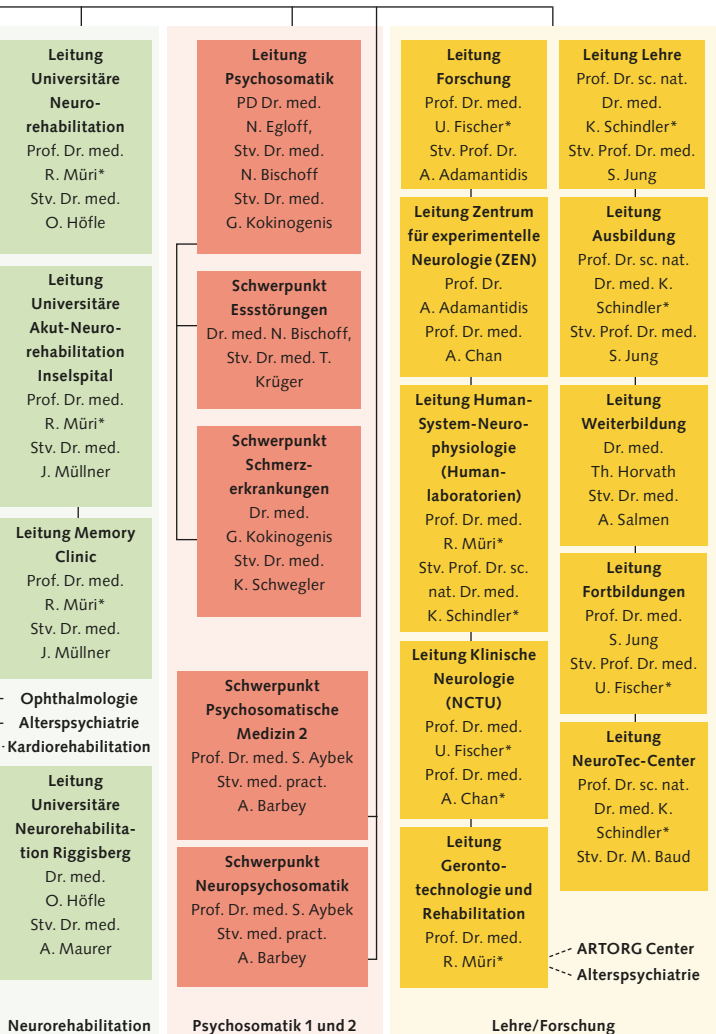 Leitung
Universitäre
Neuro-
rehabilitation
Prof. Dr. med.
R. Müri*
Stv. Dr. med.
O. Höfle
Leitung
Universitäre
Akut-Neuro-
rehabilitation
Inselspital
Prof. Dr. med.
R. Müri*
Stv. Dr. med.
J. Müllner
Leitung Memory
Clinic
Prof. Dr. med.
R. Müri*
Stv. Dr. med.
J. Müllner
Ophthalmologie
Alterspsychiatrie
Kardiorehabilitation
Leitung
Universitäre
Neurorehabilita-
tion Riggisberg
Dr. med.
O. Höfle
Stv. Dr. med.
A. Maurer
Neurorehabilitation
Leitung
Psychosomatik
PD Dr. med.
N. Egloff,
Stv. Dr. med.
N. Bischoff
Stv. Dr. med.
G. Kokinogenis
Schwerpunkt
Essstörungen
Dr. med. N. Bischoff,
Stv. Dr. med. T.
Krüger
Schwerpunkt
Schmerz-
erkrankungen
Dr. med.
G. Kokinogenis
Stv. Dr. med.
K. Schwegler
Schwerpunkt
Psychosomatische
Medizin 2
Prof. Dr. med. S. Aybek
Stv. med. pract.
A. Barbey
Schwerpunkt
Neuropsychosomatik
Prof. Dr. med. S. Aybek
Stv. med. pract.
A. Barbey
Psychosomatik 1 und 2
Leitung
Forschung
Prof. Dr. med.
U. Fischer*
Stv. Prof. Dr.
A. Adamantidis
Leitung Zentrum
für experimentelle
Neurologie (ZEN)
Prof. Dr.
A. Adamantidis
Prof. Dr. med.
A. Chan
Leitung Human-
System-Neuro-
physiologie
(Human-
laboratorien)
Prof. Dr. med.
R. Müri*
Stv. Prof. Dr. sc.
nat. Dr. med.
K. Schindler*
Leitung Klinische
Neurologie
(NCTU)
Prof. Dr. med.
U. Fischer*
Prof. Dr. med.
A. Chan*
Leitung
Geronto-
technologie und
Rehabilitation
Prof. Dr. med.
R. Müri*
ARTORG Center
Alterspsychiatrie
Leitung Lehre
Prof. Dr. sc. nat.
Dr. med.
K. Schindler*
Stv. Prof. Dr. med.
S. Jung
Leitung
Ausbildung
Prof. Dr. sc. nat.
Dr. med. K.
Schindler*
Stv. Prof. Dr. med.
S. Jung
Leitung
Weiterbildung
Dr. med.
Th. Horvath
Stv. Dr. med.
A. Salmen
Leitung
Fortbildungen
Prof. Dr. med.
S. Jung
Stv. Prof. Dr. med.
U. Fischer*
Leitung
NeuroTec-Center
Prof. Dr. sc. nat.
Dr. med. K.
Schindler*
Stv. Dr. M. Baud
Lehre/Forschung